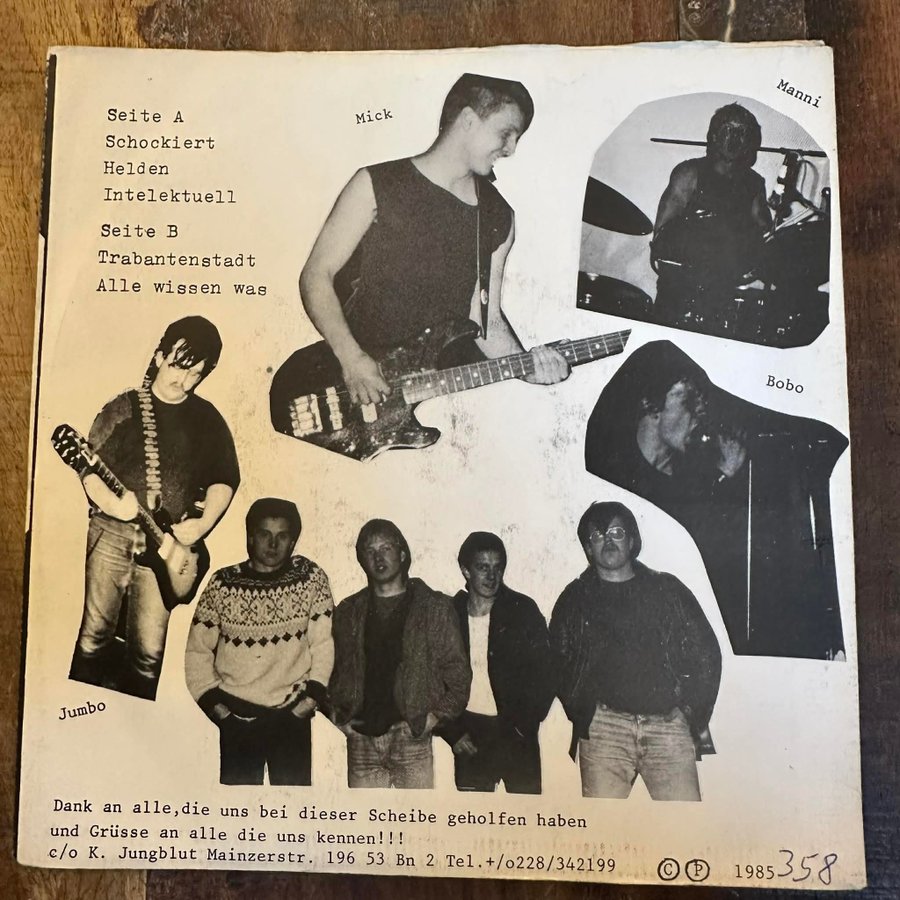 Seite A
Schockiert
Helden
Intelektuell
Seite B
Trabantenstadt
Alle wissen was
Mick
Manni
Bobo
Jumbo
Dank an alle,die uns bei dieser Scheibe geholfen haben
und Grüsse an alle die uns kennen!!!
c/o K. Jungblut Mainzerstr. 196 53 Bn 2 Tel.+/o228/342199
© ℗ 1985 358